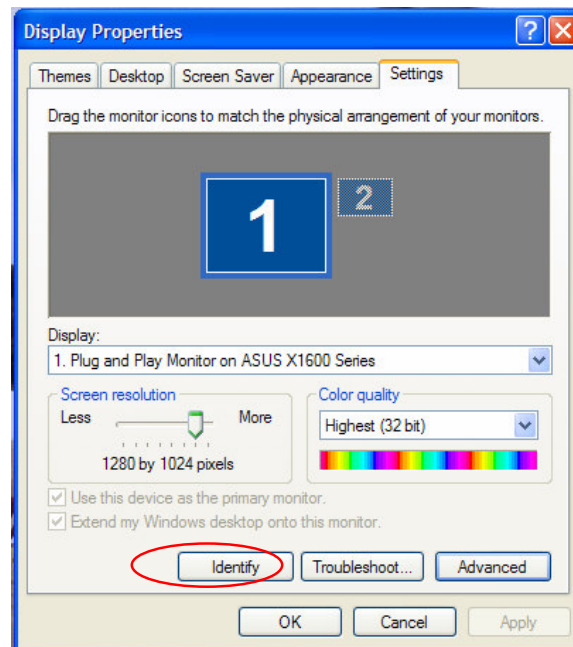 Display Properties
Themes Desktop Screen Saver Appearance Settings
Drag the monitor icons to match the physical arrangement of your monitors.
1
2
Display:
1. Plug and Play Monitor on ASUS X1600 Series
Screen resolution
Less More
1280 by 1024 pixels
Color quality
Highest (32 bit)
Use this device as the primary monitor.
Extend my Windows desktop onto this monitor.
Identify Troubleshoot... Advanced
OK Cancel Apply